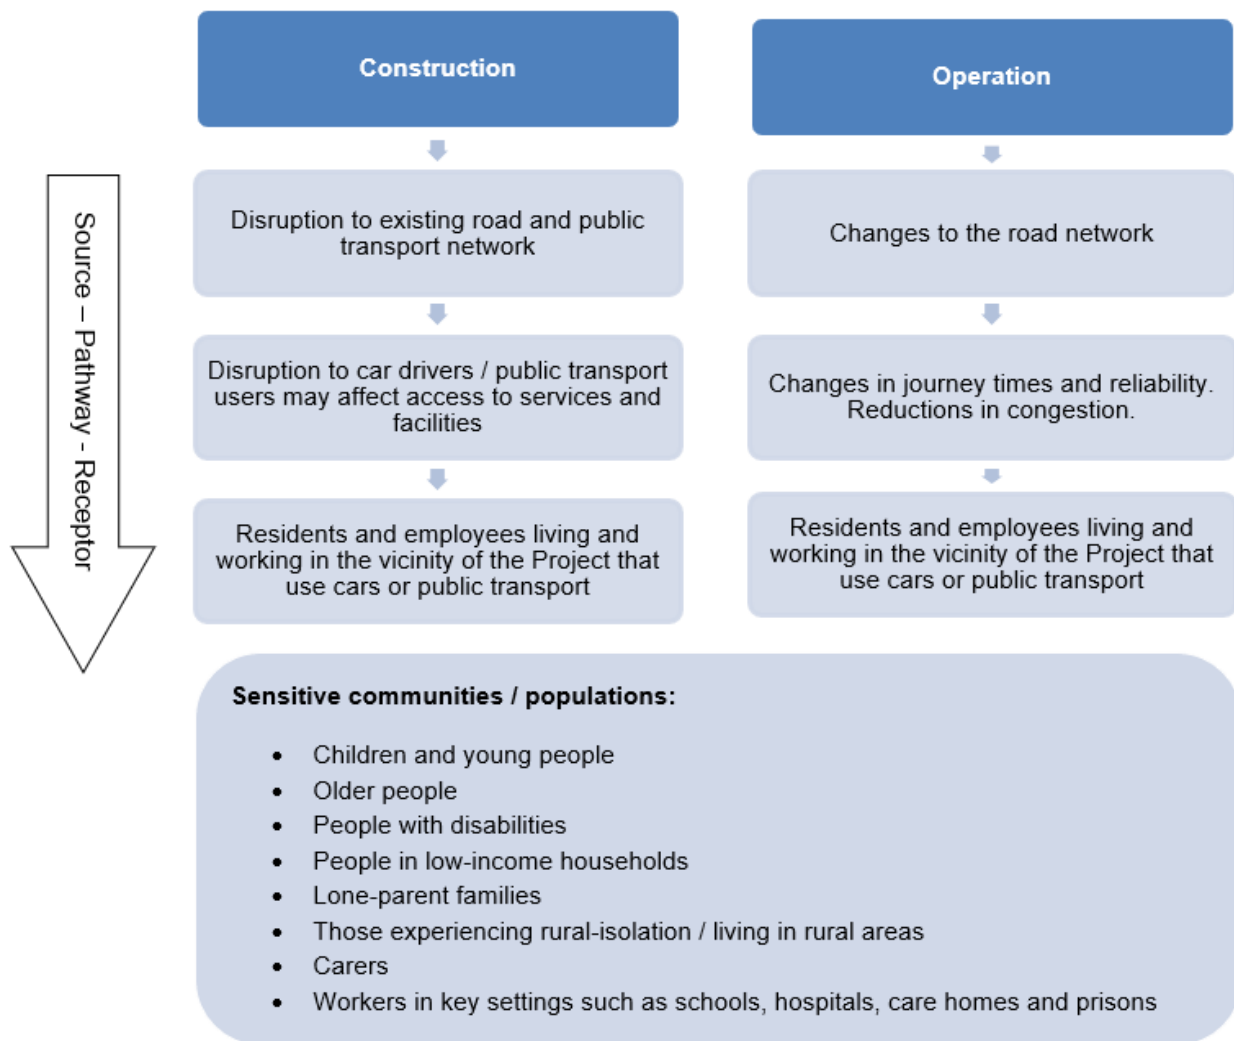 Construction
Operation
Source – Pathway - Receptor
Disruption to existing road and public
transport network
Changes to the road network
Disruption to car drivers / public transport
users may affect access to services and
facilities
Changes in journey times and reliability.
Reductions in congestion.
Residents and employees living and
working in the vicinity of the Project that
use cars or public transport
Residents and employees living and
working in the vicinity of the Project that
use cars or public transport
Sensitive communities / populations:
• Children and young people
• Older people
• People with disabilities
• People in low-income households
• Lone-parent families
• Those experiencing rural-isolation / living in rural areas
• Carers
• Workers in key settings such as schools, hospitals, care homes and prisons